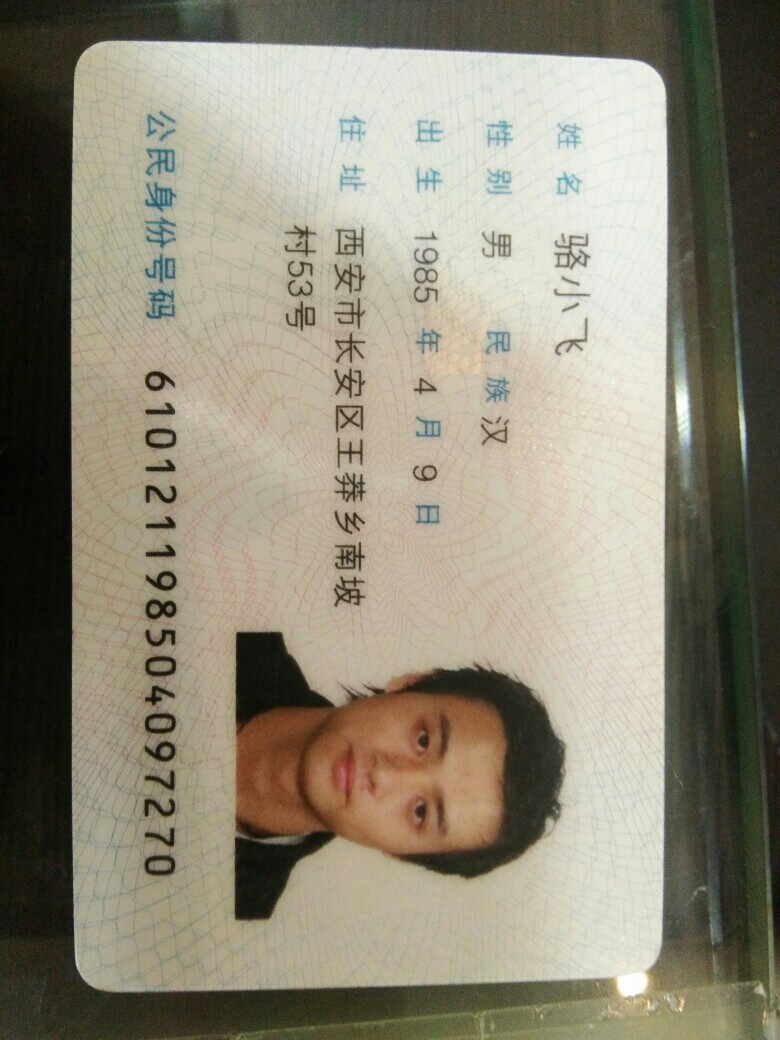 姓名 骆小飞
性别 男 民族 汉
出生 1985 年 4 月 9 日
住址 西安市长安区王莽乡南坡
村53号
公民身份号码 610121198504097270